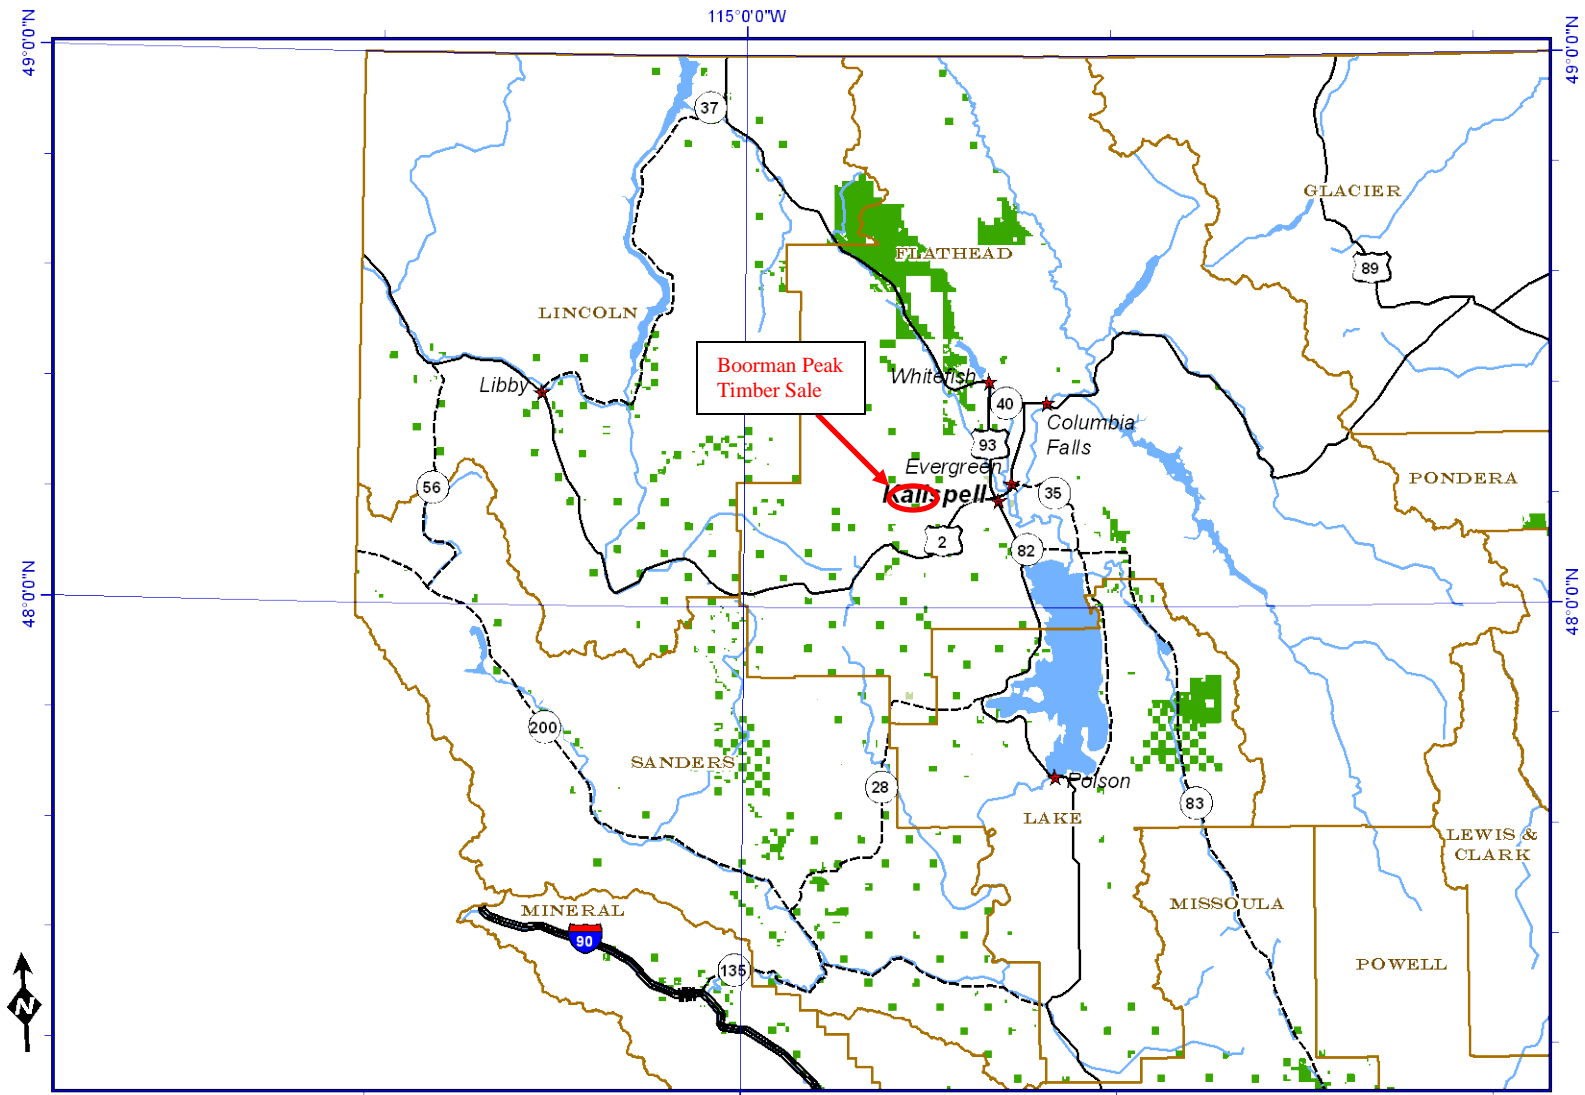 115°0'0"W
49°0'0"N
49°0'0"N
37
GLACIER
FLATHEAD
89
LINCOLN
Boorman Peak
Timber Sale
Whitefish
Libby
40
Columbia
Falls
93
Evergreen
PONDERA
56
Kalispell
35
2
82
48°0'0"N
48°0'0"N
200
SANDERS
28
Polson
83
LAKE
LEWIS &
CLARK
MISSOULA
MINERAL
90
135
POWELL
N